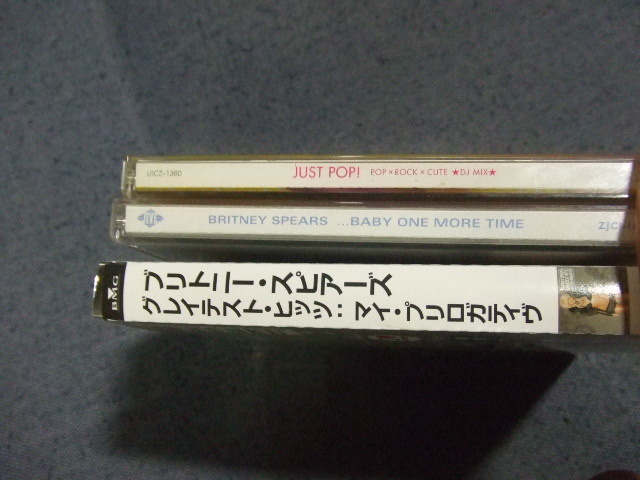 UICZ-1360 JUST POP! POP×ROCK×CUTE ★DJ MIX★
JIVE BRITNEY SPEARS ...BABY ONE MORE TIME
BMG
ブリトニー・スピアーズ
グレイテスト・ヒッツ：マイ・プリロガティヴ